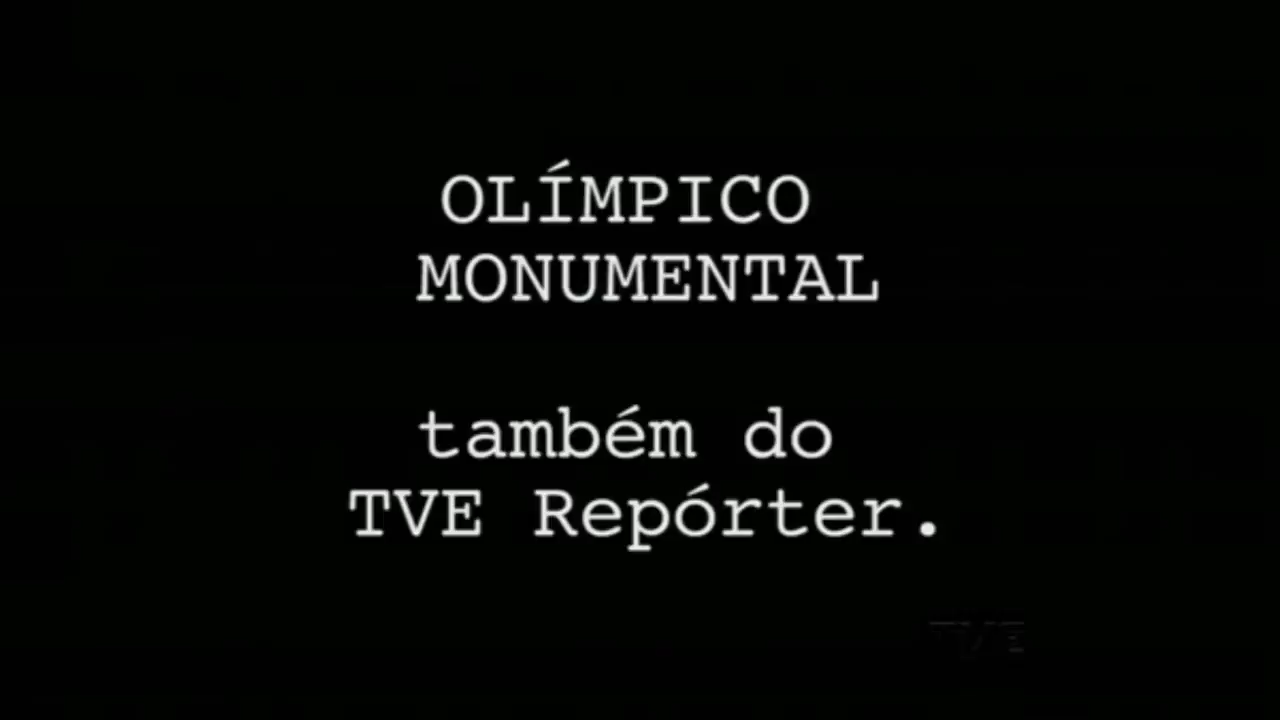 OLÍMPICO
MONUMENTAL
também do
TVE Repórter.
TVE